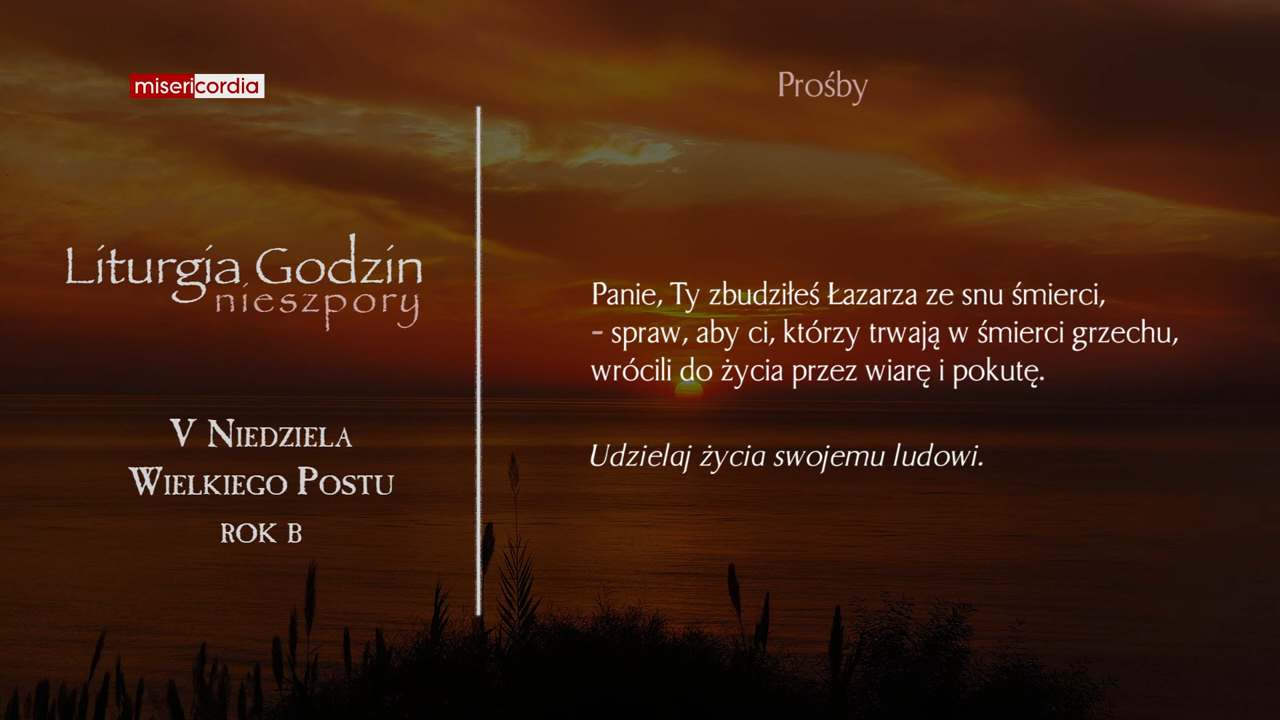 misericordia
Liturgia Godzin
nieszpory
V Niedziela
Wielkiego Postu
rok B
Prośby
Panie, Ty zbudziłeś Łazarza ze snu śmierci,
- spraw, aby ci, którzy trwają w śmierci grzechu,
wrócili do życia przez wiarę i pokutę.
Udzielaj życia swojemu ludowi.